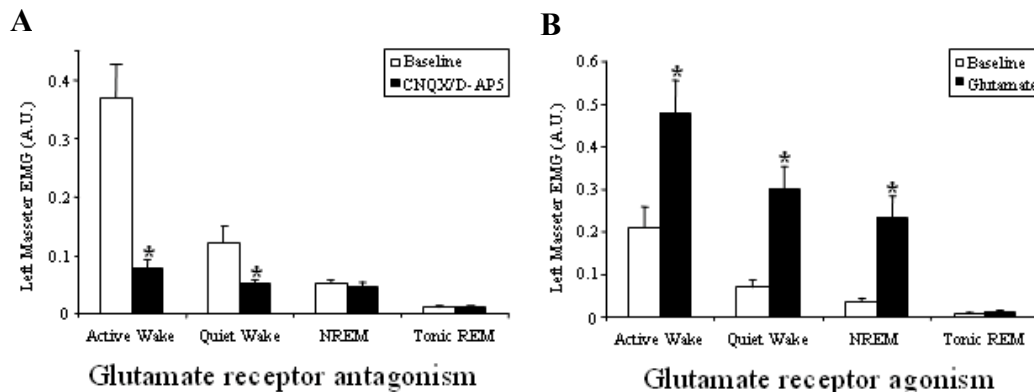 A
Left Masseter EMG (A.U.)
0.4
0.3
0.2
0.1
0
Baseline
CNQX/D-AP5
*
*
Active Wake Quiet Wake NREM Tonic REM
Glutamate receptor antagonism
B
Left Masseter EMG (A.U.)
0.6
0.5
0.4
0.3
0.2
0.1
0
Baseline
Glutamate
*
*
*
Active Wake Quiet Wake NREM Tonic REM
Glutamate receptor agonism